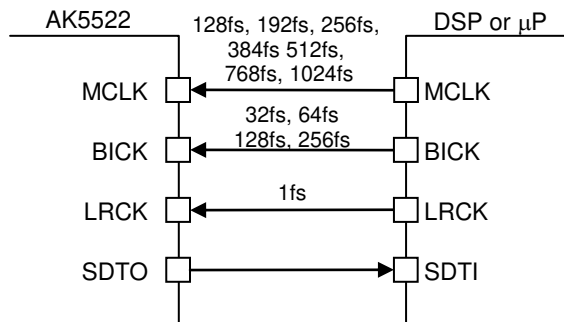 AK5522
128fs, 192fs, 256fs,
DSP or μP
384fs 512fs,
768fs, 1024fs
MCLK
MCLK
32fs, 64fs
128fs, 256fs
BICK
BICK
1fs
LRCK
LRCK
SDTO
SDTI